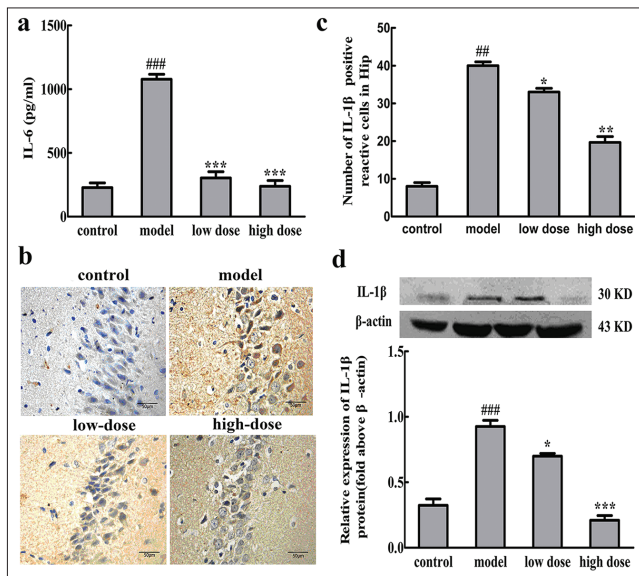 a
IL-6 (pg/ml)
1500
1000
500
0
###
***
***
control model low dose high dose
b
control
model
50μm
50μm
low-dose
high-dose
50μm
50μm
c
Number of IL-1β positive
reactive cells in Hip
50
40
30
20
10
0
##
*
**
control model low dose high dose
d
IL-1β
30 KD
β-actin
43 KD
Relative expression of IL-1β
protein(fold above β -actin)
1.5
1.0
0.5
0.0
###
*
***
control model low dose high dose